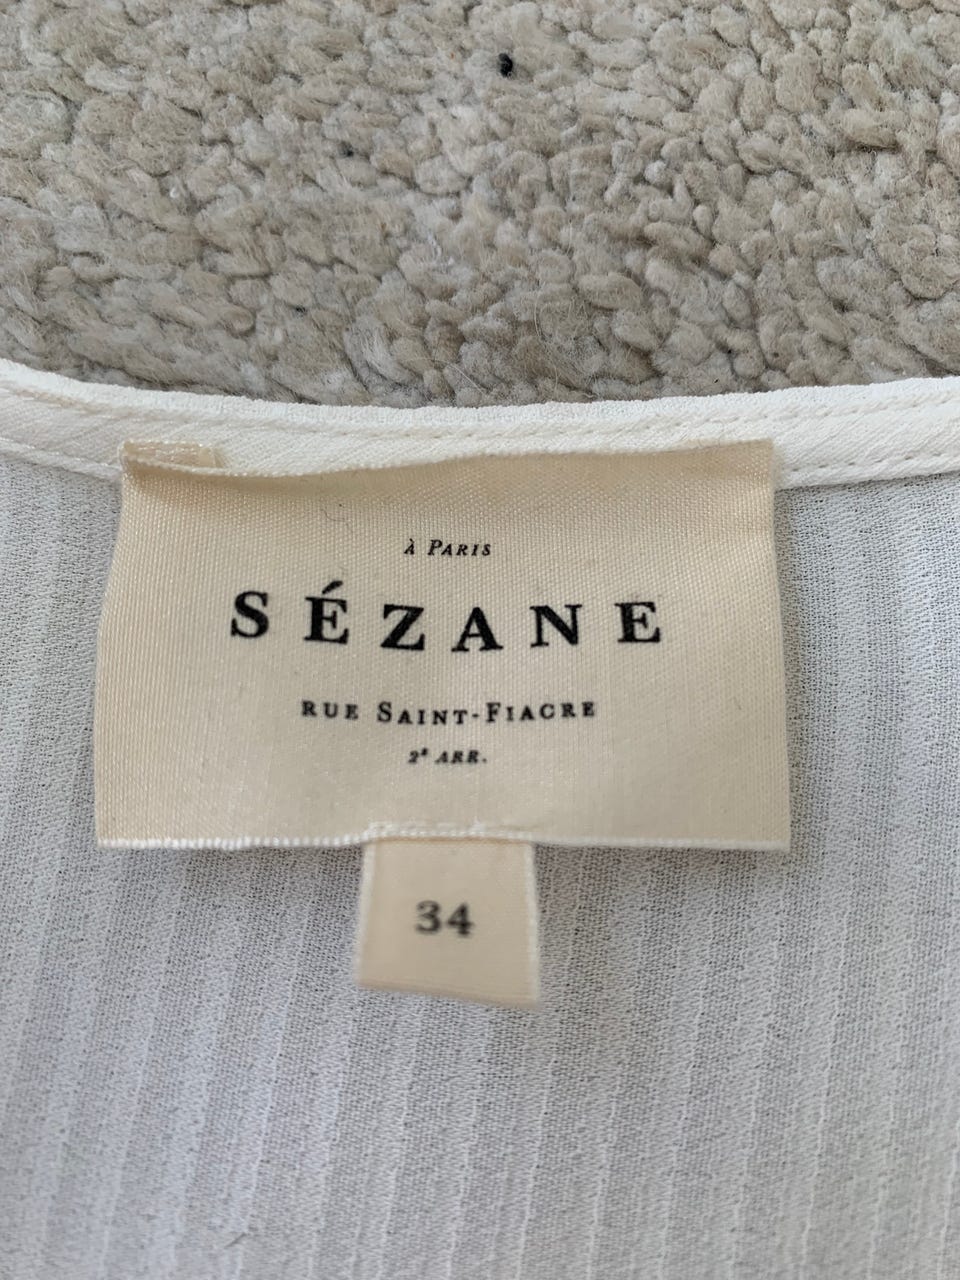 à Paris
SÉZANE
RUE SAINT-FIACRE
2e ARR.
34